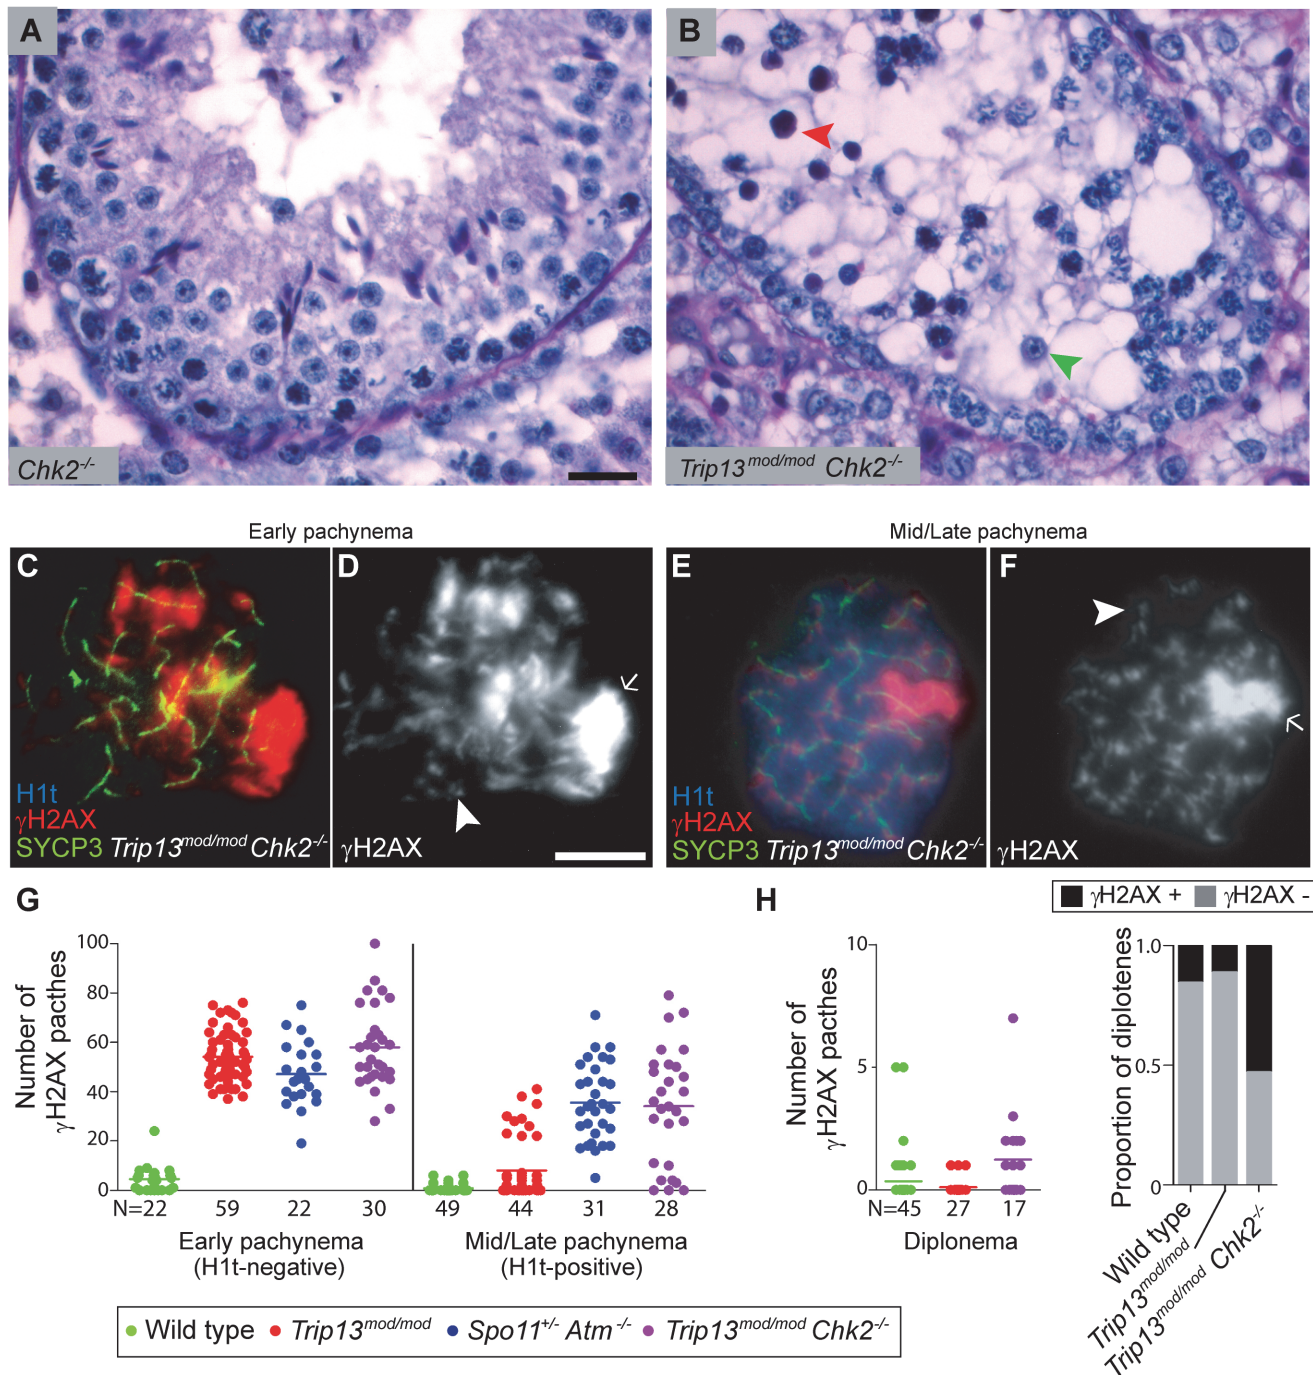 A
B
Chk2-/-
Trip13mod/mod Chk2-/-
Early pachynema
Mid/Late pachynema
C
D
E
F
H1t
γH2AX
SYCP3 Trip13mod/mod Chk2-/-
γH2AX
H1t
γH2AX
SYCP3 Trip13mod/mod Chk2-/-
γH2AX
G
H
γH2AX + γH2AX -
Number of
γH2AX pacthes
100
80
60
40
20
0
N=22 59 22 30 49 44 31 28
Early pachynema
(H1t-negative)
Mid/Late pachynema
(H1t-positive)
Number of
γH2AX pacthes
10
5
0
N=45 27 17
Diplonema
Proportion of diplotenes
1.0
0.5
0
Wild type
Trip13mod/mod
Trip13mod/mod Chk2-/-
Wild type Trip13mod/mod Spo11+/- Atm-/- Trip13mod/mod Chk2-/-